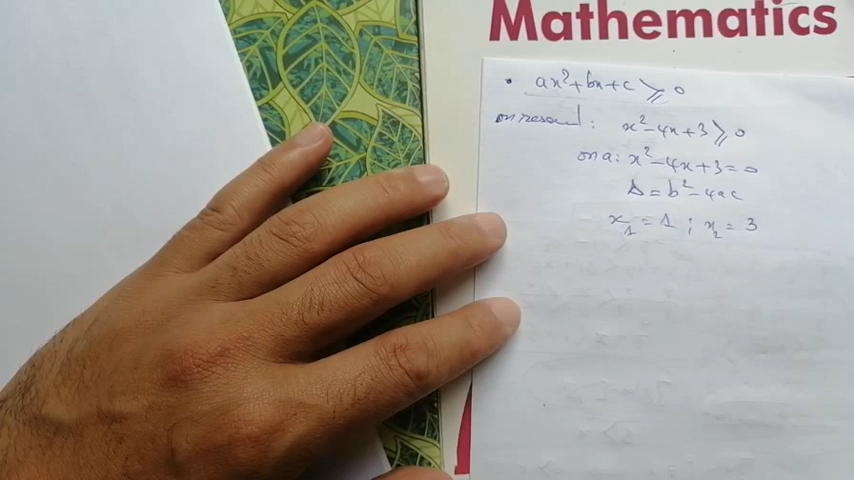 Mathematics
• ax²+bx+c ⩾ 0
on resoud : x²-4x+3 ⩾ 0
on a : x²-4x+3=0
Δ=b²-4ac
x₁=1 ; x₂=3